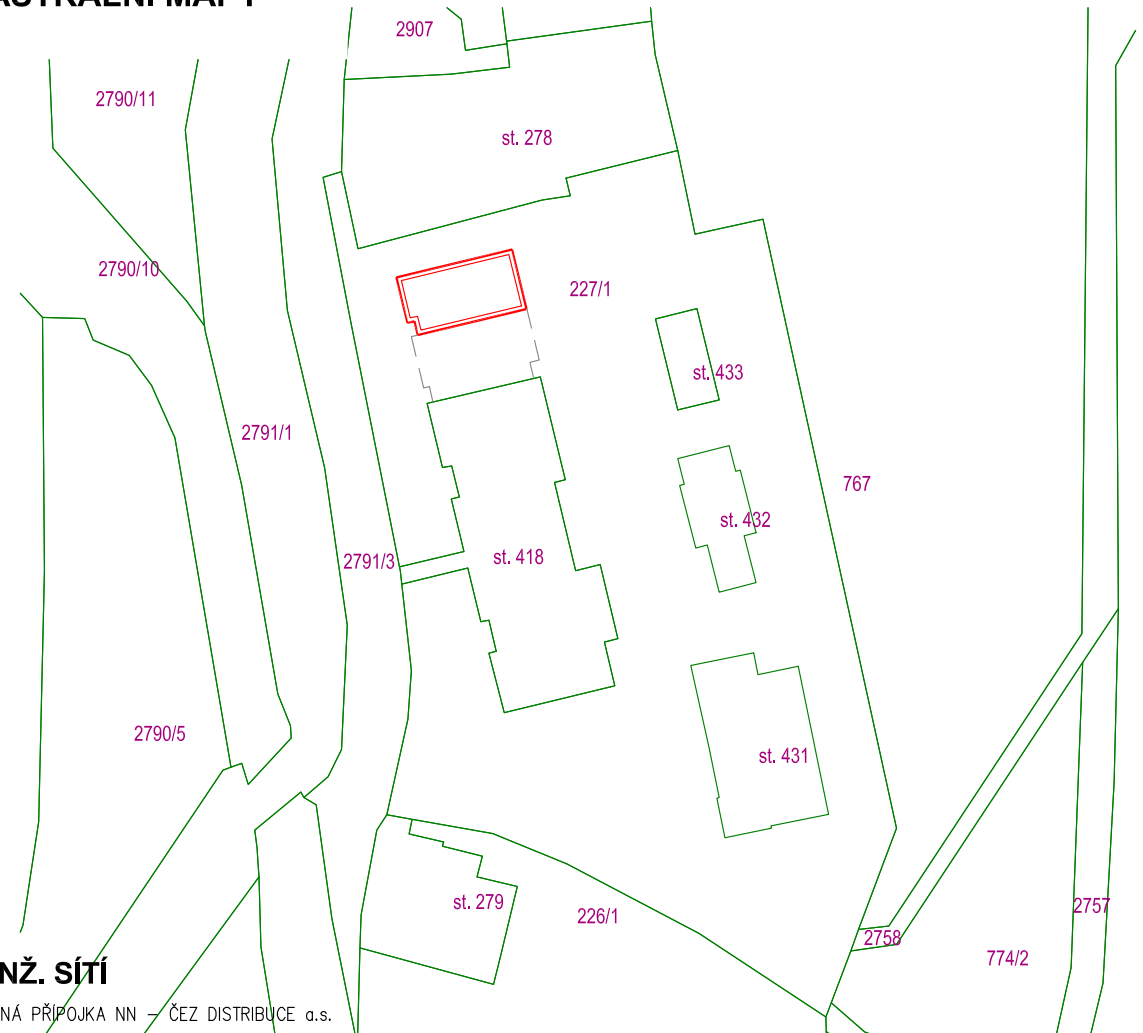 2907
2790/11
st. 278
2790/10
227/1
st. 433
2791/1
767
st. 432
st. 418
2791/3
2790/5
st. 431
st. 279
2757
226/1
2758
774/2
NŽ. SÍTÍ
NÁ PŘÍPOJKA NN – ČEZ DISTRIBUCE a.s.